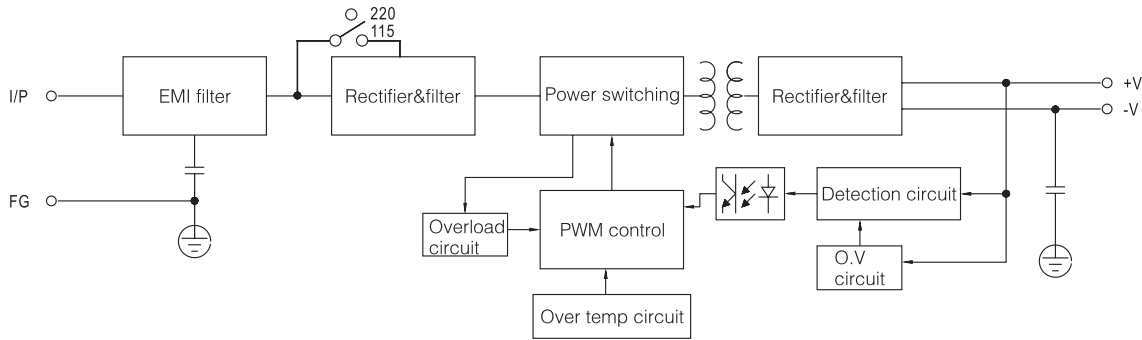 220
115
I/P
EMI filter
Rectifier&filter
Power switching
Rectifier&filter
+V
-V
FG
Overload
circuit
PWM control
Detection circuit
O.V
circuit
Over temp circuit